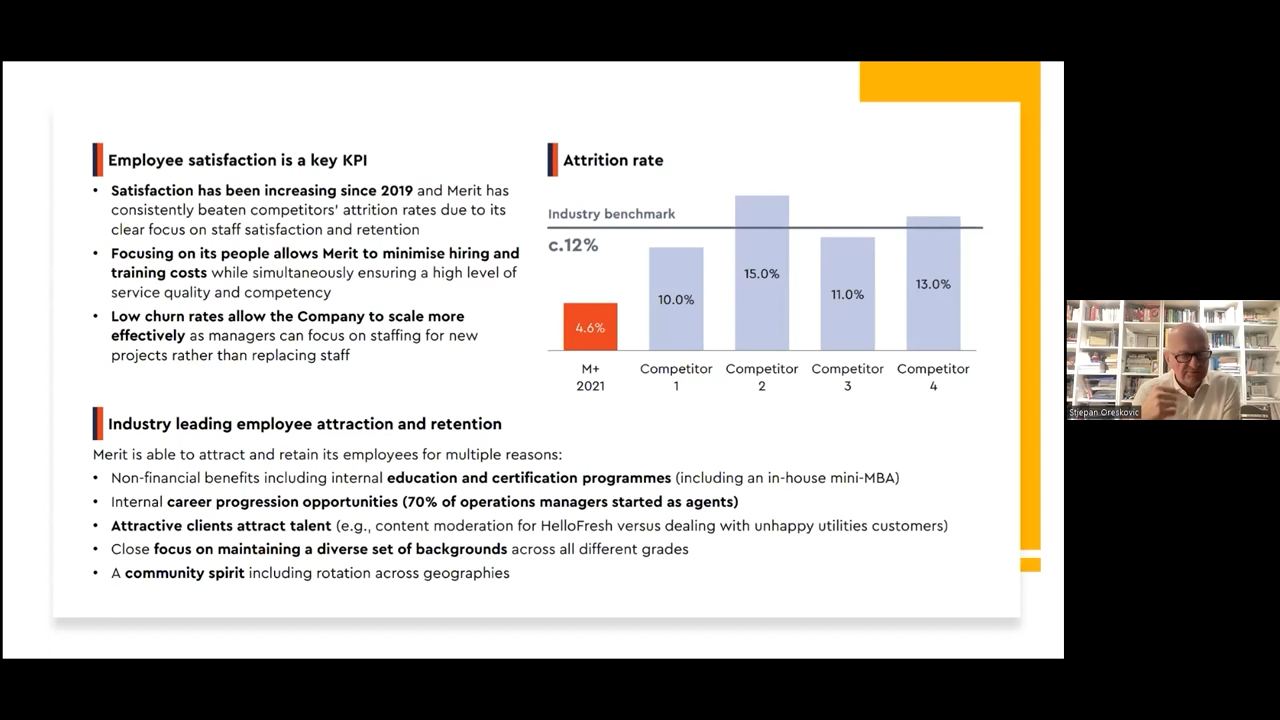 Employee satisfaction is a key KPI
• Satisfaction has been increasing since 2019 and Merit has
consistently beaten competitors' attrition rates due to its
clear focus on staff satisfaction and retention
• Focusing on its people allows Merit to minimise hiring and
training costs while simultaneously ensuring a high level of
service quality and competency
• Low churn rates allow the Company to scale more
effectively as managers can focus on staffing for new
projects rather than replacing staff
Attrition rate
Industry benchmark
c.12%
4.6%
10.0%
15.0%
11.0%
13.0%
M+
2021
Competitor
1
Competitor
2
Competitor
3
Competitor
4
Industry leading employee attraction and retention
Merit is able to attract and retain its employees for multiple reasons:
• Non-financial benefits including internal education and certification programmes (including an in-house mini-MBA)
• Internal career progression opportunities (70% of operations managers started as agents)
• Attractive clients attract talent (e.g., content moderation for HelloFresh versus dealing with unhappy utilities customers)
• Close focus on maintaining a diverse set of backgrounds across all different grades
• A community spirit including rotation across geographies
Stjepan Oreskovic